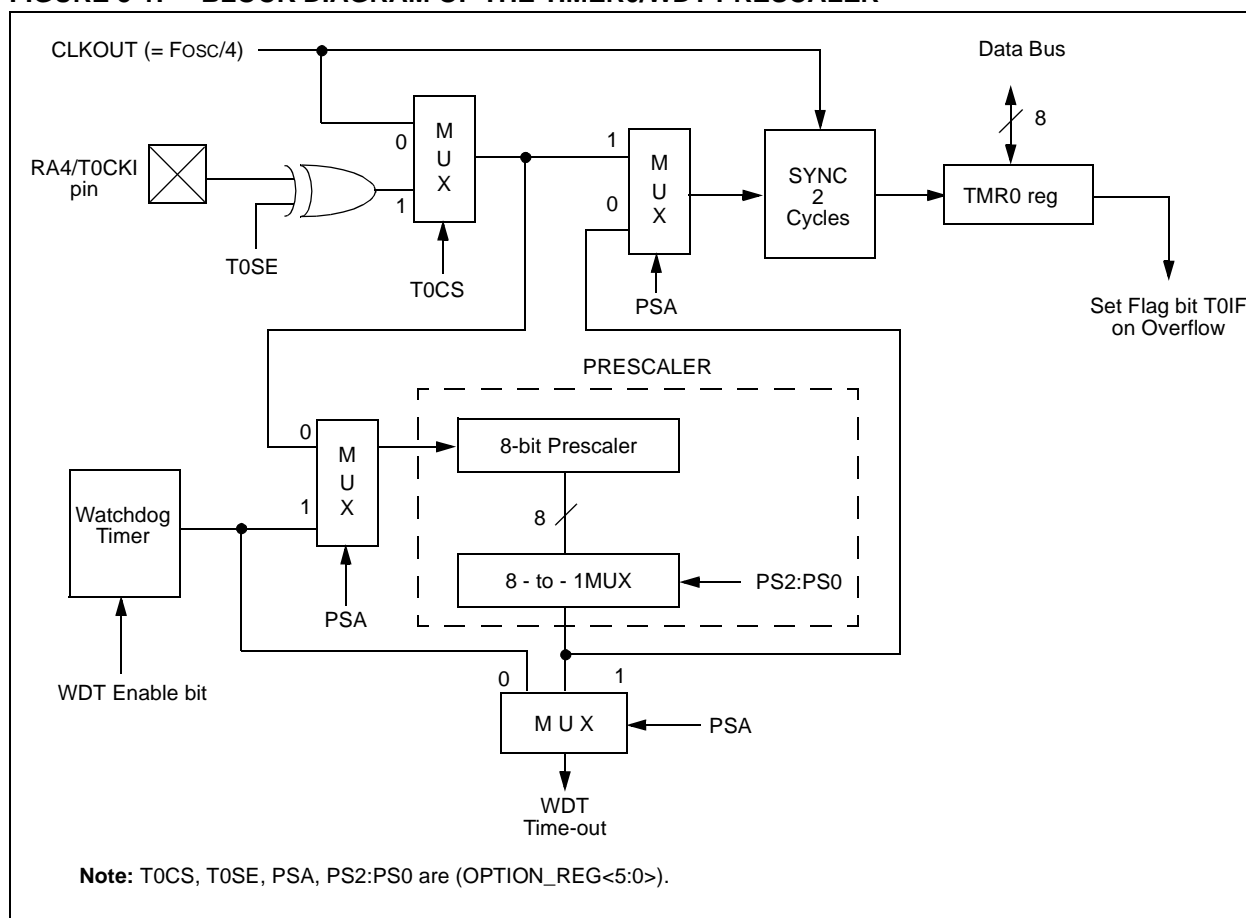 CLKOUT (= FOSC/4)
Data Bus
8
M
U
X
0
1
RA4/T0CKI
pin
T0SE
T0CS
1
0
M
U
X
PSA
SYNC
2
Cycles
TMR0 reg
Set Flag bit T0IF
on Overflow
PRESCALER
0
1
M
U
X
PSA
8-bit Prescaler
8
8 - to - 1MUX
PS2:PS0
Watchdog
Timer
WDT Enable bit
0
1
M U X
PSA
WDT
Time-out
Note: T0CS, T0SE, PSA, PS2:PS0 are (OPTION_REG<5:0>).